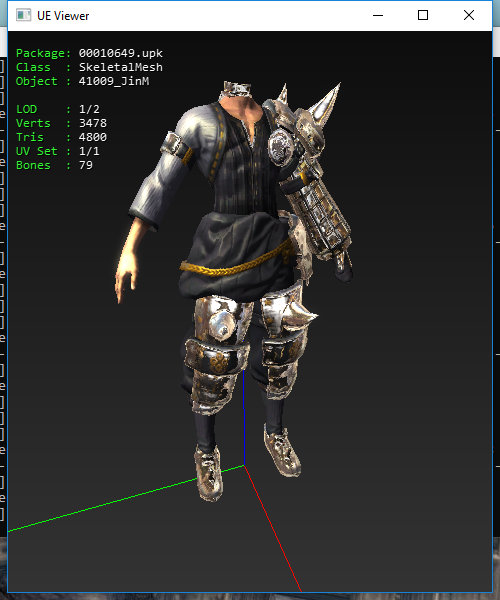 UE Viewer
Package: 00010649.upk
Class : SkeletalMesh
Object : 41009_JinM
LOD : 1/2
Verts : 3478
Tris : 4800
UV Set : 1/1
Bones : 79